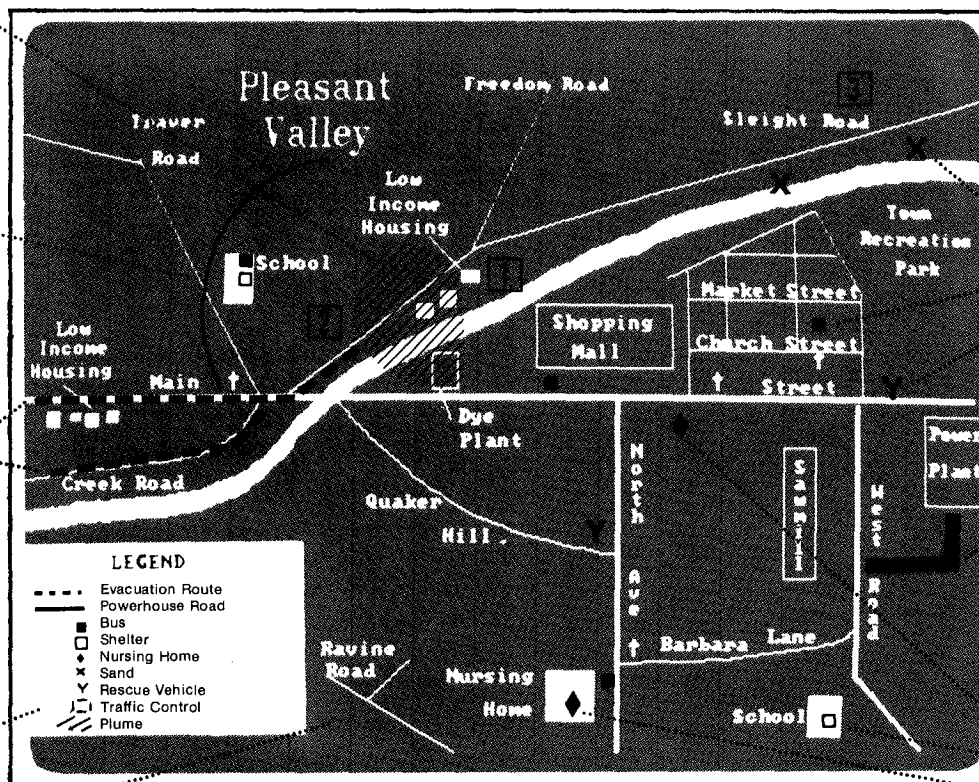 Pleasant
Valley
Freedom Road
Traver
Road
Sleight Road
Low
Income
Housing
Town
Recreation
Park
School
Market Street
Shopping
Mall
Church Street
Low
Income
Housing
Main
Street
Dye
Plant
Power
Plant
Creek Road
Quaker
Hill
North Ave
Sawmill
West Road
LEGEND
Evacuation Route
Powerhouse Road
Bus
Shelter
Nursing Home
Sand
Rescue Vehicle
Traffic Control
Plume
Ravine
Road
Barbara Lane
Nursing
Home
School